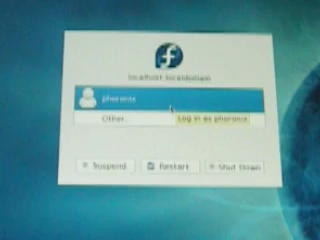 localhost.localdomain
phoronix
Other...
Log in as phoronix
Suspend
Restart
Shut Down